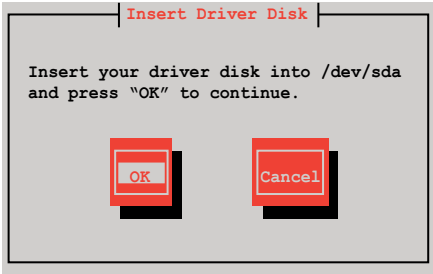 Insert Driver Disk
Insert your driver disk into /dev/sda
and press “OK” to continue.
OK Cancel